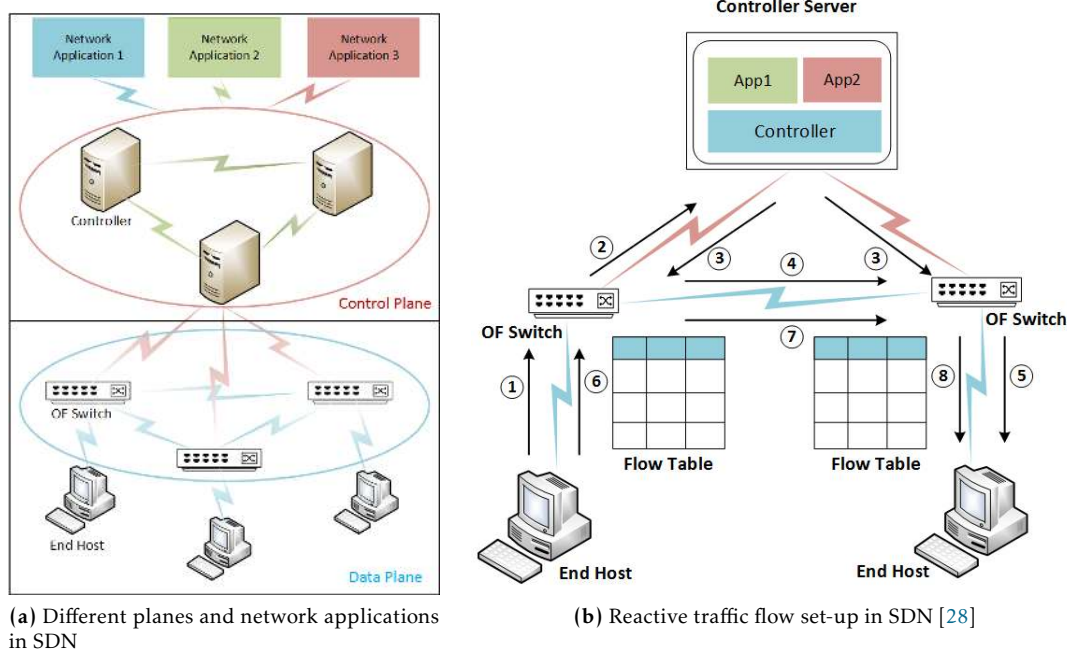 Network
Application 1
Network
Application 2
Network
Application 3
Controller
Control Plane
OF Switch
End Host
Data Plane
(a) Different planes and network applications
in SDN
Controller Server
App1
App2
Controller
2
3
4
3
OF Switch
OF Switch
7
1
6
8
5
Flow Table
Flow Table
End Host
End Host
(b) Reactive traffic flow set-up in SDN [28]